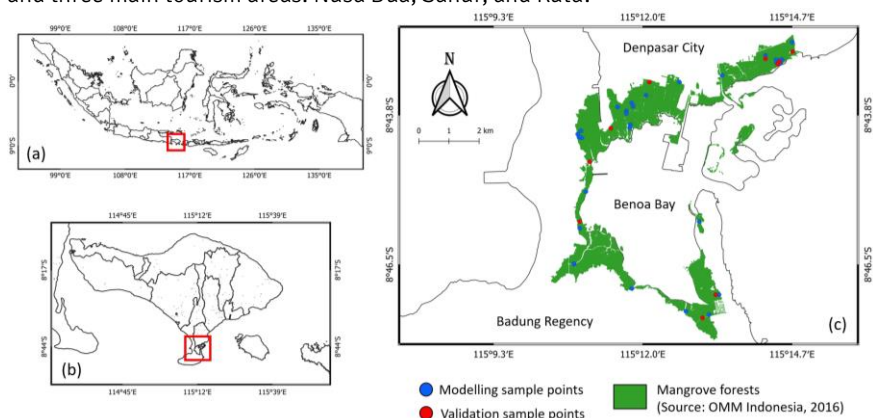 and three main tourism areas: Nusa Dua, Sanur, and Kuta.
99°0'E 108°0'E 117°0'E 126°0'E 135°0'E
0°0' 0°0'
9°0'S 9°0'S
(a)
99°0'E 108°0'E 117°0'E 126°0'E 135°0'E
114°45'E 115°12'E 115°39'E
8°17'S 8°17'S
8°44'S 8°44'S
(b)
114°45'E 115°12'E 115°39'E
115°9.3'E 115°12.0'E 115°14.7'E
Denpasar City
N
0 1 2 km
8°43.8'S 8°43.8'S
Benoa Bay
8°46.5'S 8°46.5'S
Badung Regency
(c)
115°9.3'E 115°12.0'E 115°14.7'E
Modelling sample points
Validation sample points
Mangrove forests
(Source: OMM Indonesia, 2016)